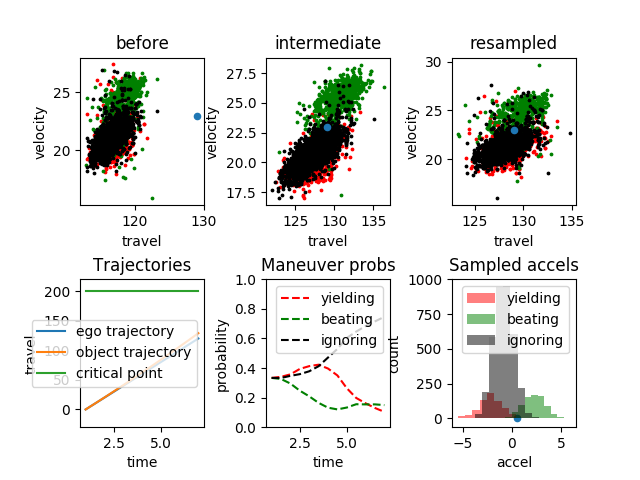 before
intermediate
resampled
velocity
25
20
120
130
travel
velocity
27.5
25.0
22.5
20.0
17.5
125
130
135
travel
velocity
30
25
20
125
130
135
travel
Trajectories
Maneuver probs
Sampled accels
travel
200
150
100
50
0
ego trajectory
object trajectory
critical point
2.5
5.0
time
probability
1.0
0.8
0.6
0.4
0.2
0.0
yielding
beating
ignoring
2.5
5.0
time
count
1000
750
500
250
0
yielding
beating
ignoring
−5
0
5
accel